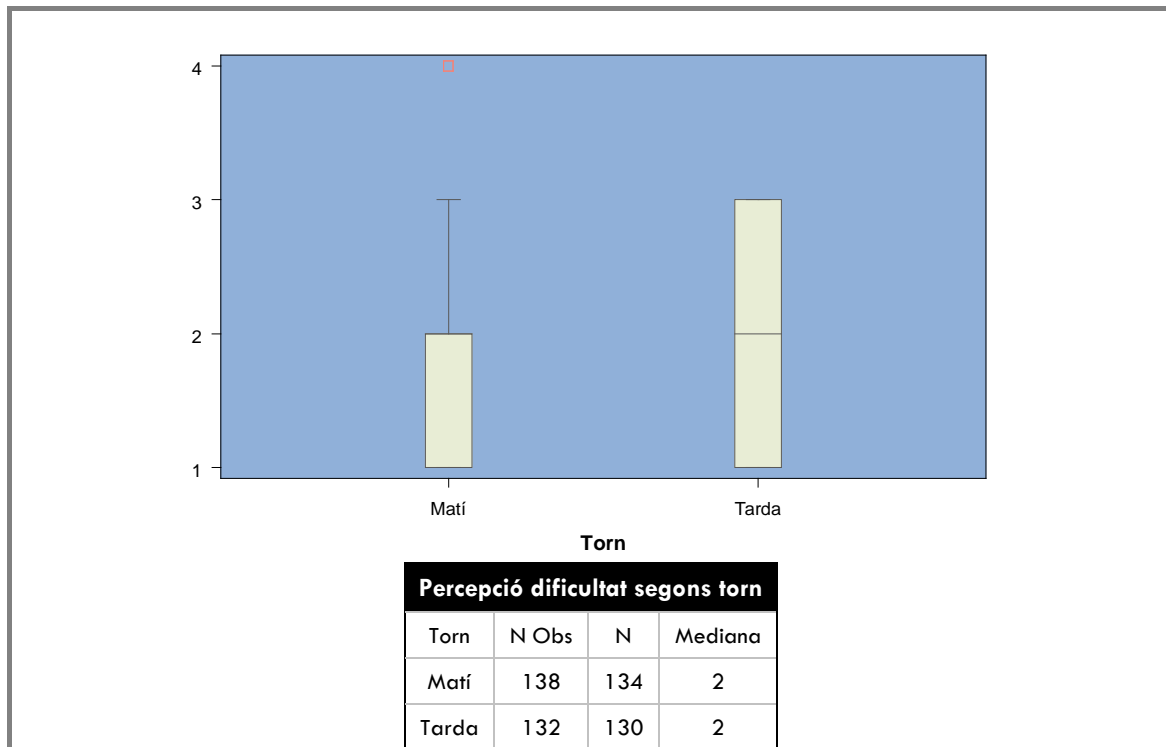 4
3
2
1
Matí Tarda
Torn
Percepció dificultat segons torn
Torn N Obs N Mediana
Matí 138 134 2
Tarda 132 130 2